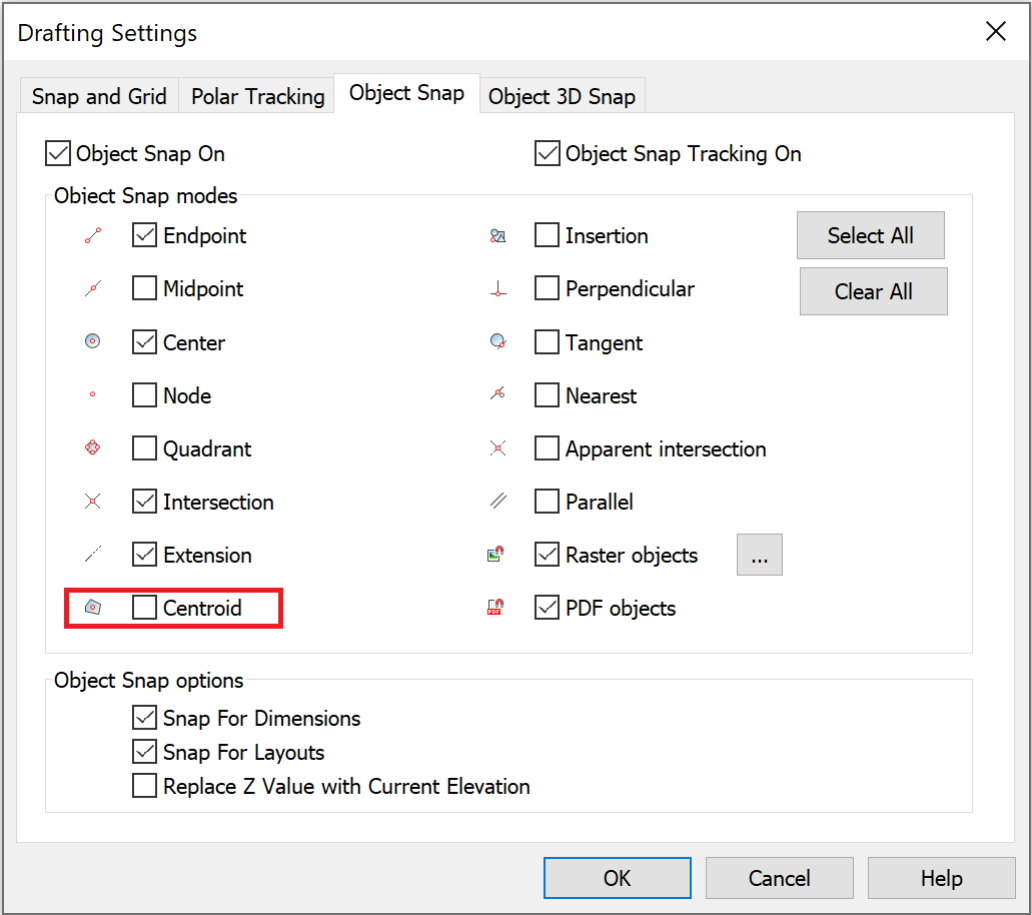 Drafting Settings
Snap and Grid
Polar Tracking
Object Snap
Object 3D Snap
Object Snap On
Object Snap Tracking On
Object Snap modes
Endpoint
Insertion
Select All
Midpoint
Perpendicular
Clear All
Center
Tangent
Node
Nearest
Quadrant
Apparent intersection
Intersection
Parallel
Extension
Raster objects
...
Centroid
PDF
PDF objects
Object Snap options
Snap For Dimensions
Snap For Layouts
Replace Z Value with Current Elevation
OK
Cancel
Help